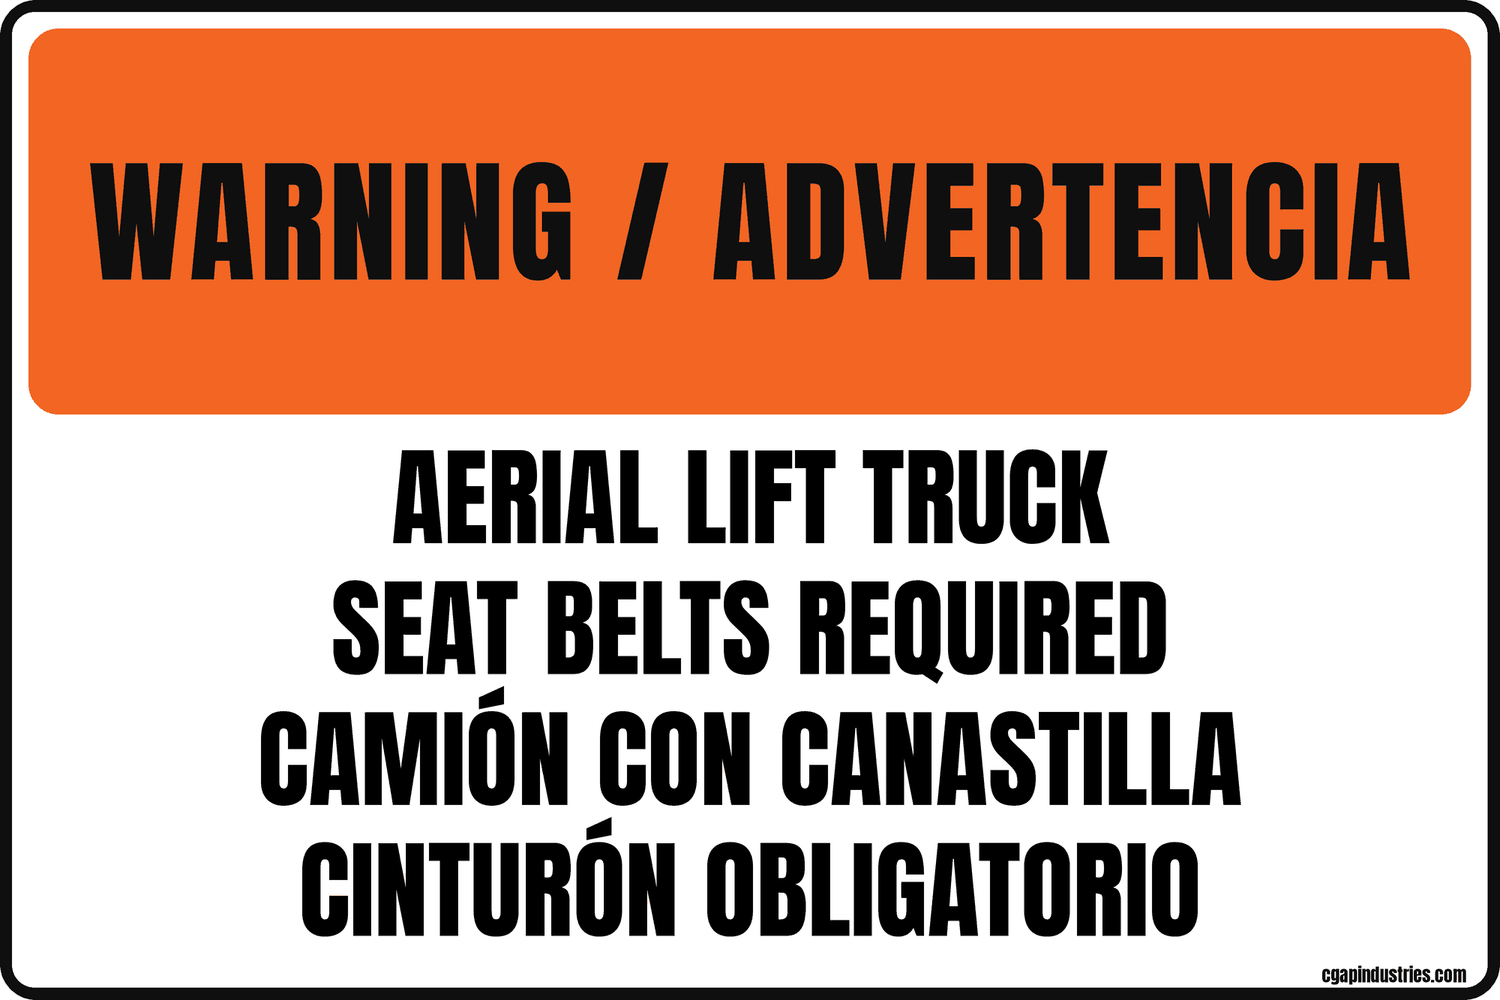 WARNING / ADVERTENCIA
AERIAL LIFT TRUCK
SEAT BELTS REQUIRED
CAMIÓN CON CANASTILLA
CINTURÓN OBLIGATORIO
cgapindustries.com